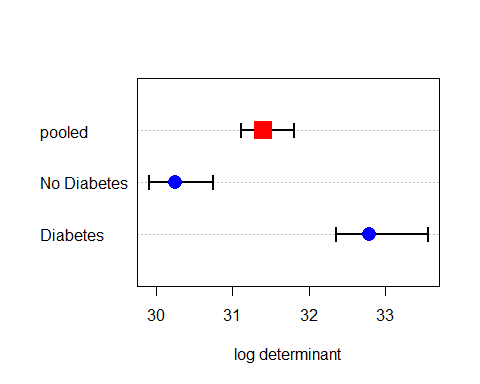 pooled
No Diabetes
Diabetes
30 31 32 33
log determinant